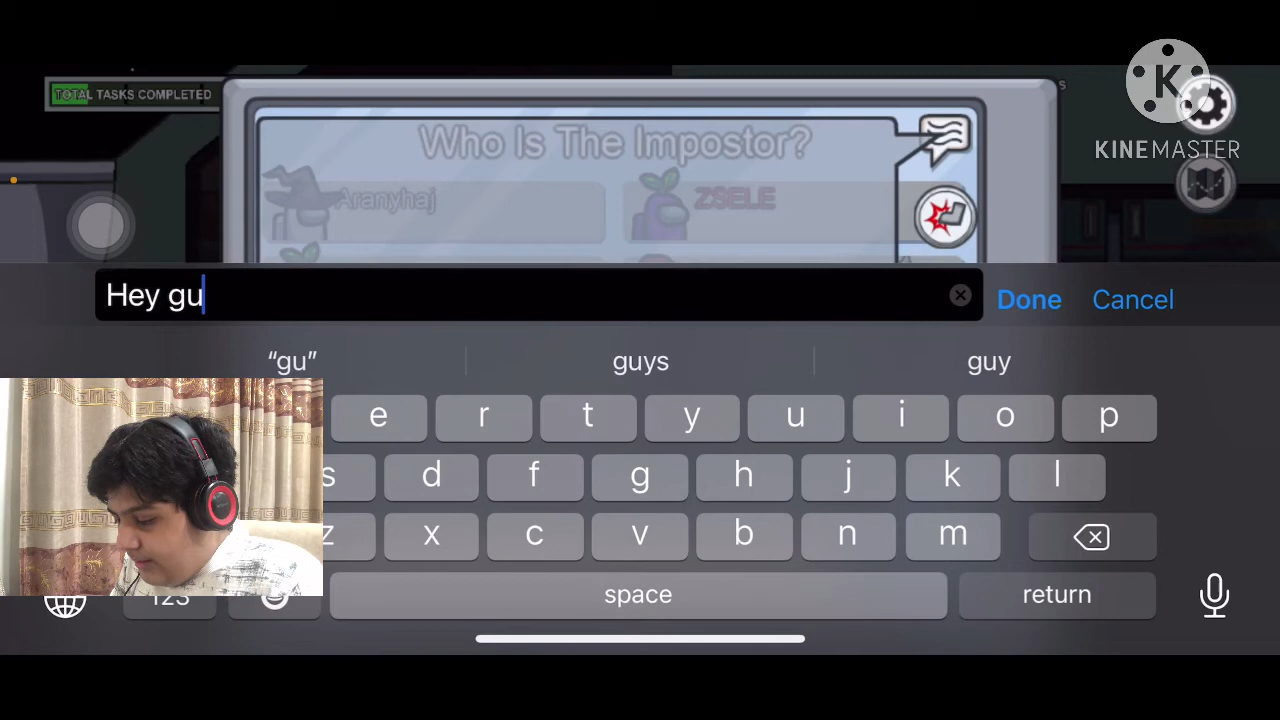 TOTAL TASKS COMPLETED
s
KINEMASTER
Who Is The Impostor?
Aranyhaj
ZSELE
Hey gu
Done
Cancel
“gu”
guys
guy
e r t y u i o p
s d f g h j k l
z x c v b n m
123
space
return